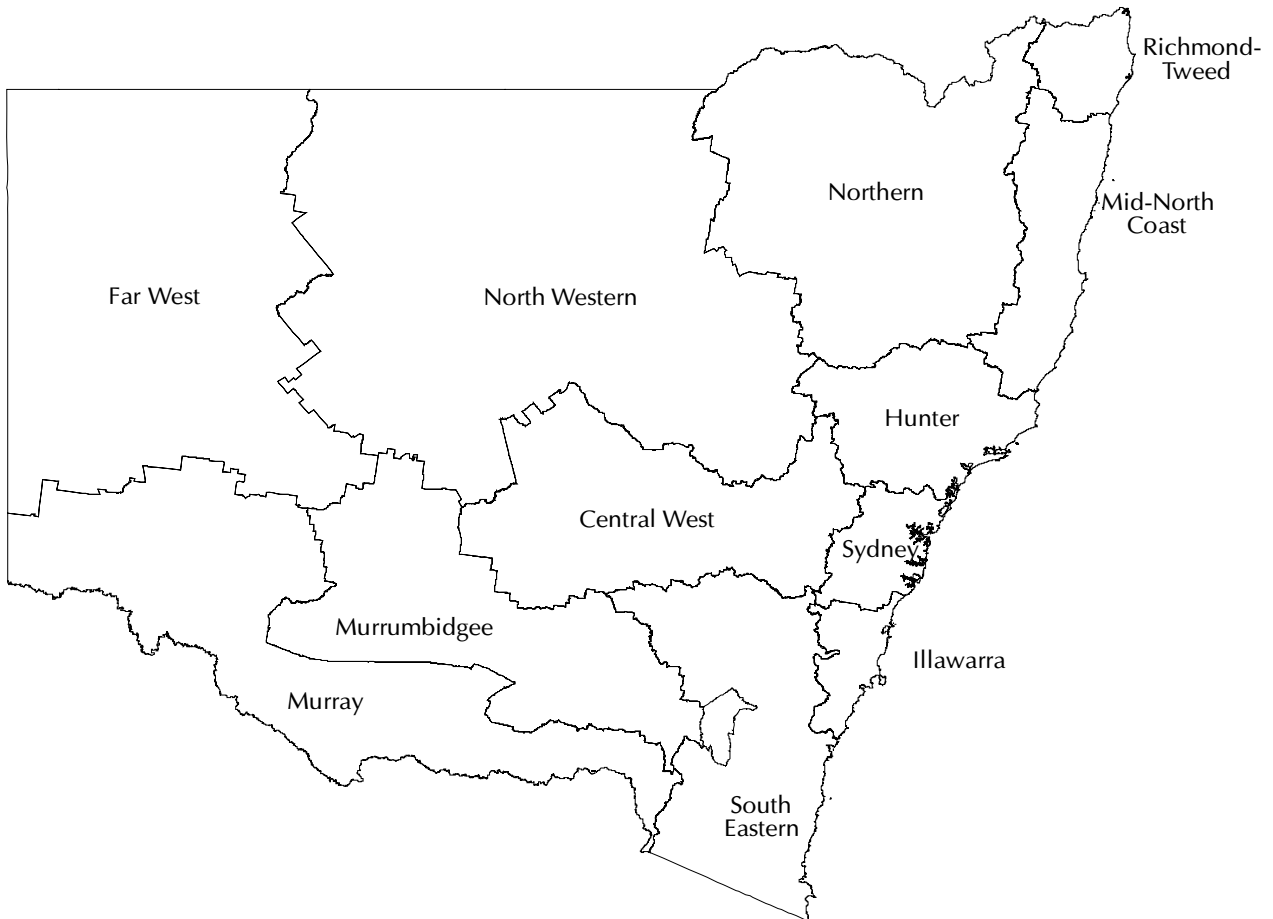 Richmond-
Tweed
Northern
Mid-North
Coast
Far West
North Western
Hunter
Central West
Sydney
Murrumbidgee
Illawarra
Murray
South
Eastern